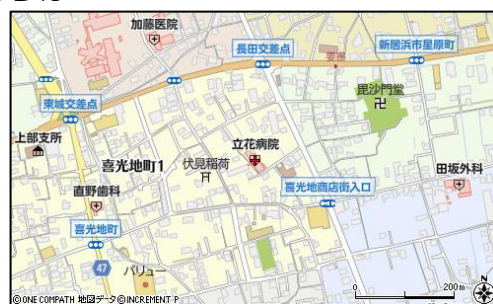 加藤医院
長田交差点
新居浜市星原町
毘沙門堂
東城交差点
上部支所
立花病院
喜光地町1
伏見稲荷
田坂外科
直野歯科
喜光地商店街入口
喜光地町
47
バリュー
200m
©ONE COMPATH 地図データ©INCREMENT P